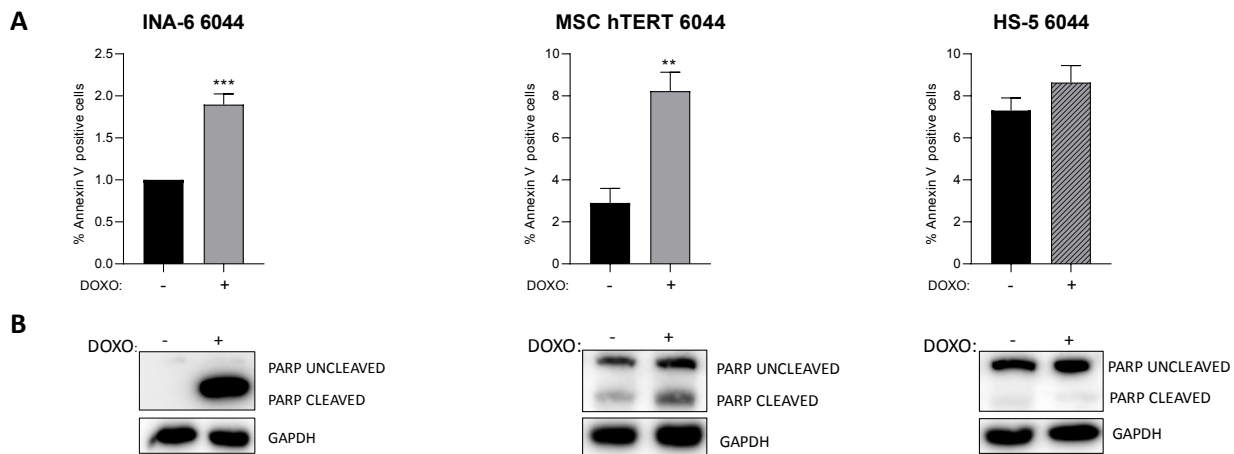 A
INA-6 6044
% Annexin V positive cells
2.5
2.0
1.5
1.0
0.5
0.0
***
DOXO: - +
MSC hTERT 6044
% Annexin V positive cells
10
8
6
4
2
0
**
DOXO: - +
HS-5 6044
% Annexin V positive cells
10
8
6
4
2
0
DOXO: - +
B
DOXO: - +
PARP UNCLEAVED
PARP CLEAVED
GAPDH
DOXO: - +
PARP UNCLEAVED
PARP CLEAVED
GAPDH
DOXO: - +
PARP UNCLEAVED
PARP CLEAVED
GAPDH